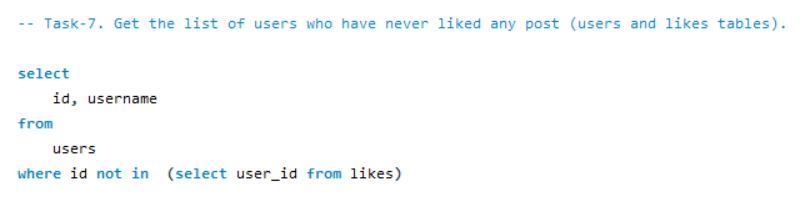 -- Task-7. Get the list of users who have never liked any post (users and likes tables).
select
id, username
from
users
where id not in  (select user_id from likes)